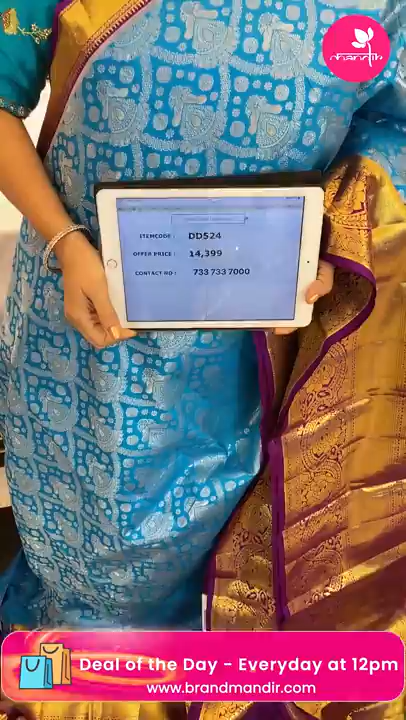 mandir
ITEMCODE : DD524
OFFER PRICE : 14,399
CONTACT NO : 733 733 7000
Deal of the Day - Everyday at 12pm
www.brandmandir.com